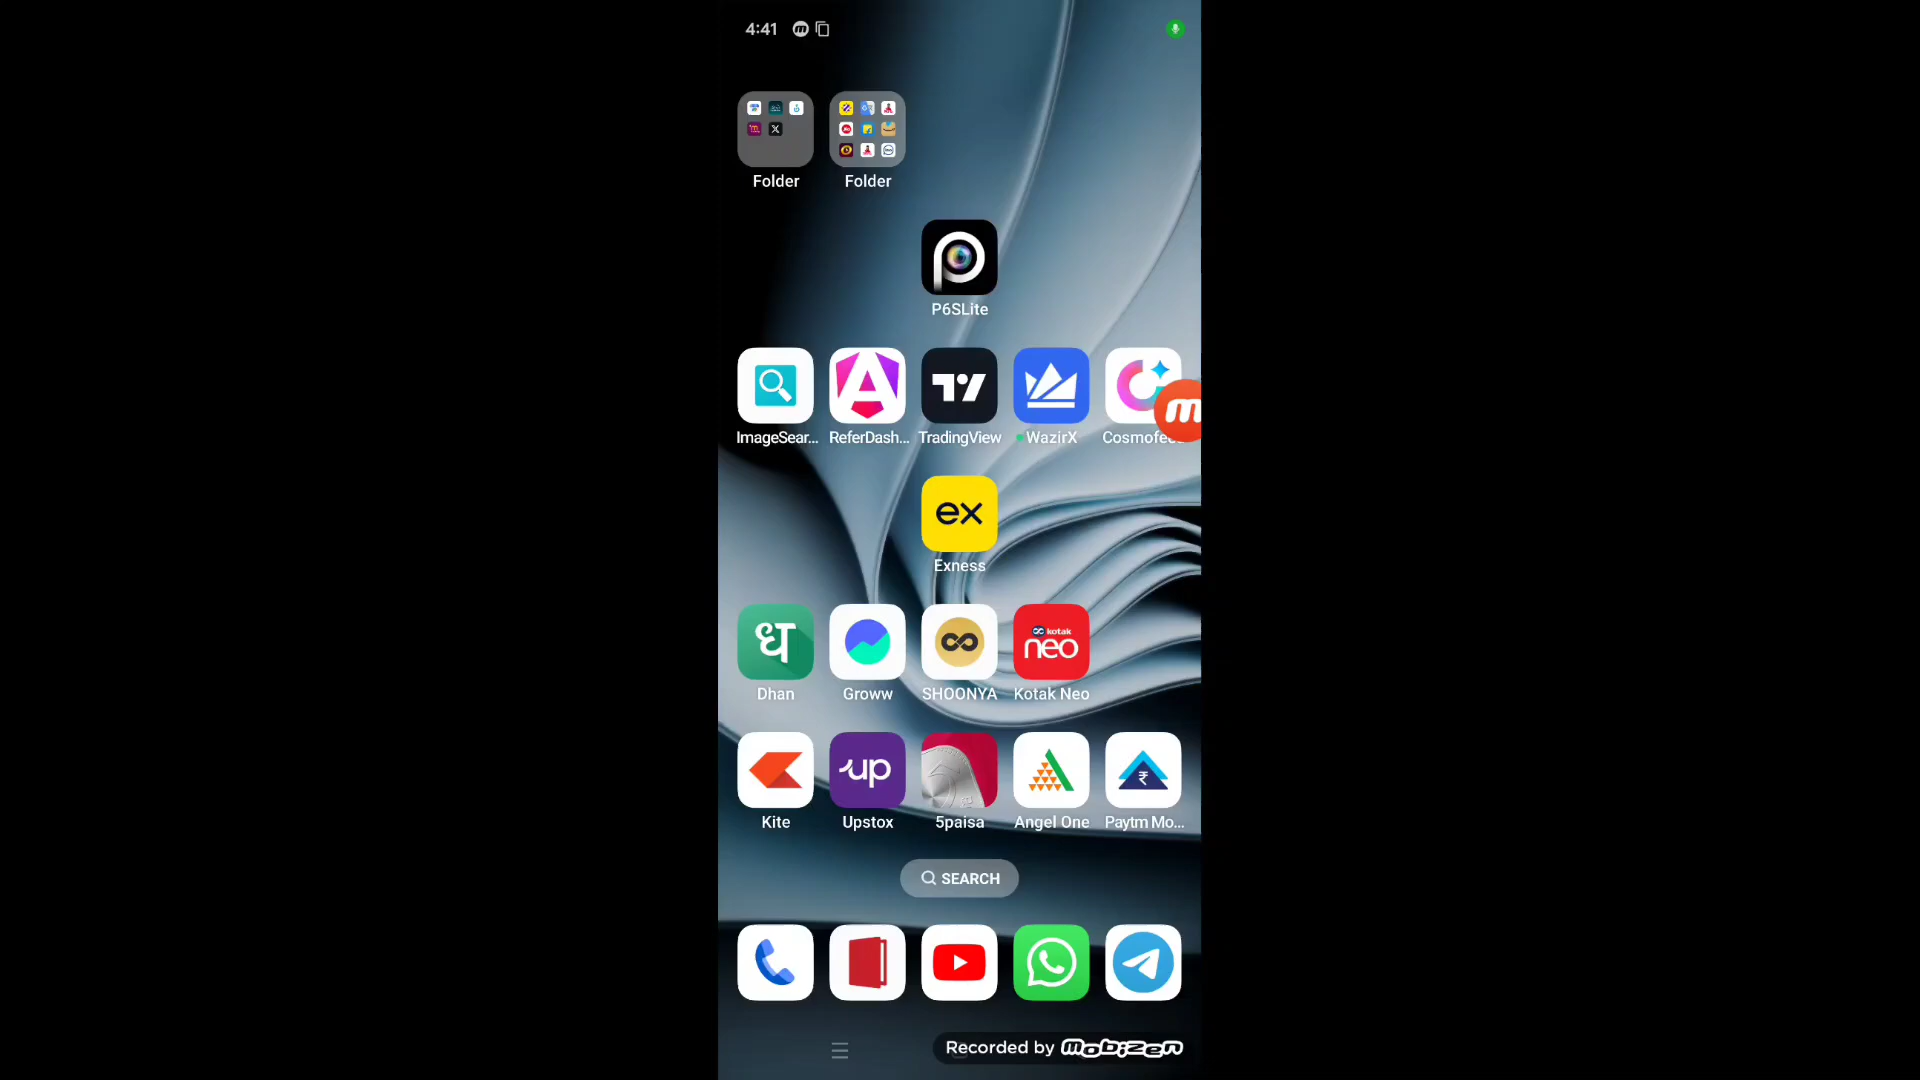 4:41
Folder Folder
P6SLite
ImageSear... ReferDash... TradingView WazirX Cosmofe
ex
Exness
ध kotak neo
Dhan Groww SHOONYA Kotak Neo
up ₹
Kite Upstox 5paisa Angel One Paytm Mo...
SEARCH
Recorded by mobizen